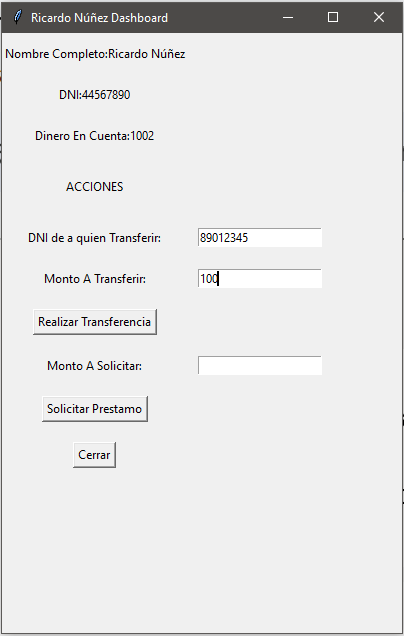 Ricardo Núñez Dashboard
Nombre Completo:Ricardo Núñez
DNI:44567890
Dinero En Cuenta:1002
ACCIONES
DNI de a quien Transferir: 89012345
Monto A Transferir: 100
Realizar Transferencia
Monto A Solicitar:
Solicitar Prestamo
Cerrar